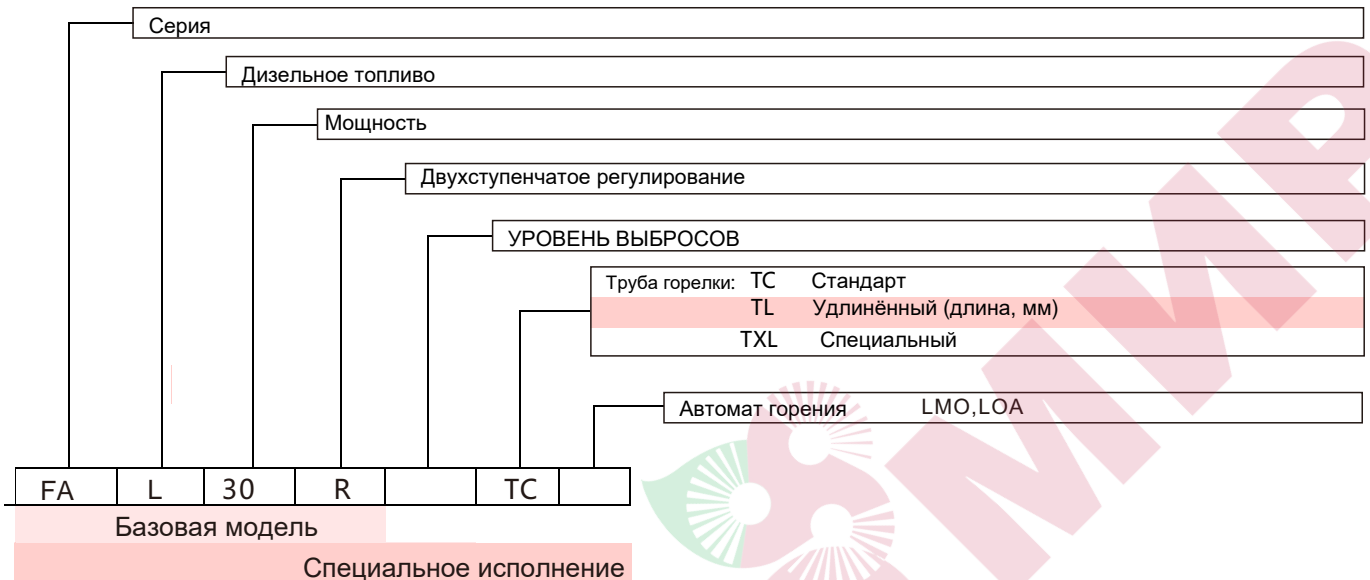 Серия
Дизельное топливо
Мощность
Двухступенчатое регулирование
УРОВЕНЬ ВЫБРОСОВ
Труба горелки: TC Стандарт
TL Удлинённый (длина, мм)
TXL Специальный
Автомат горения LMO,LOA
FA L 30 R TC
Базовая модель
Специальное исполнение
МИР